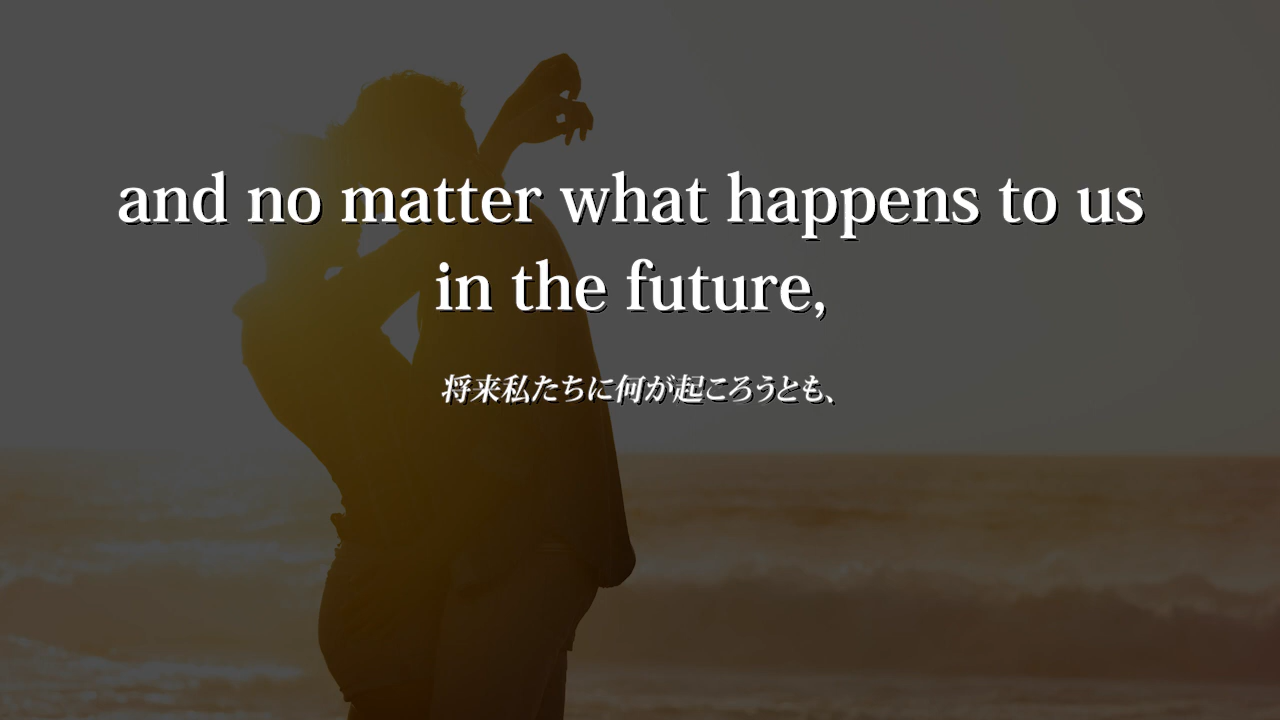 and no matter what happens to us
in the future,
将来私たちに何が起ころうとも、